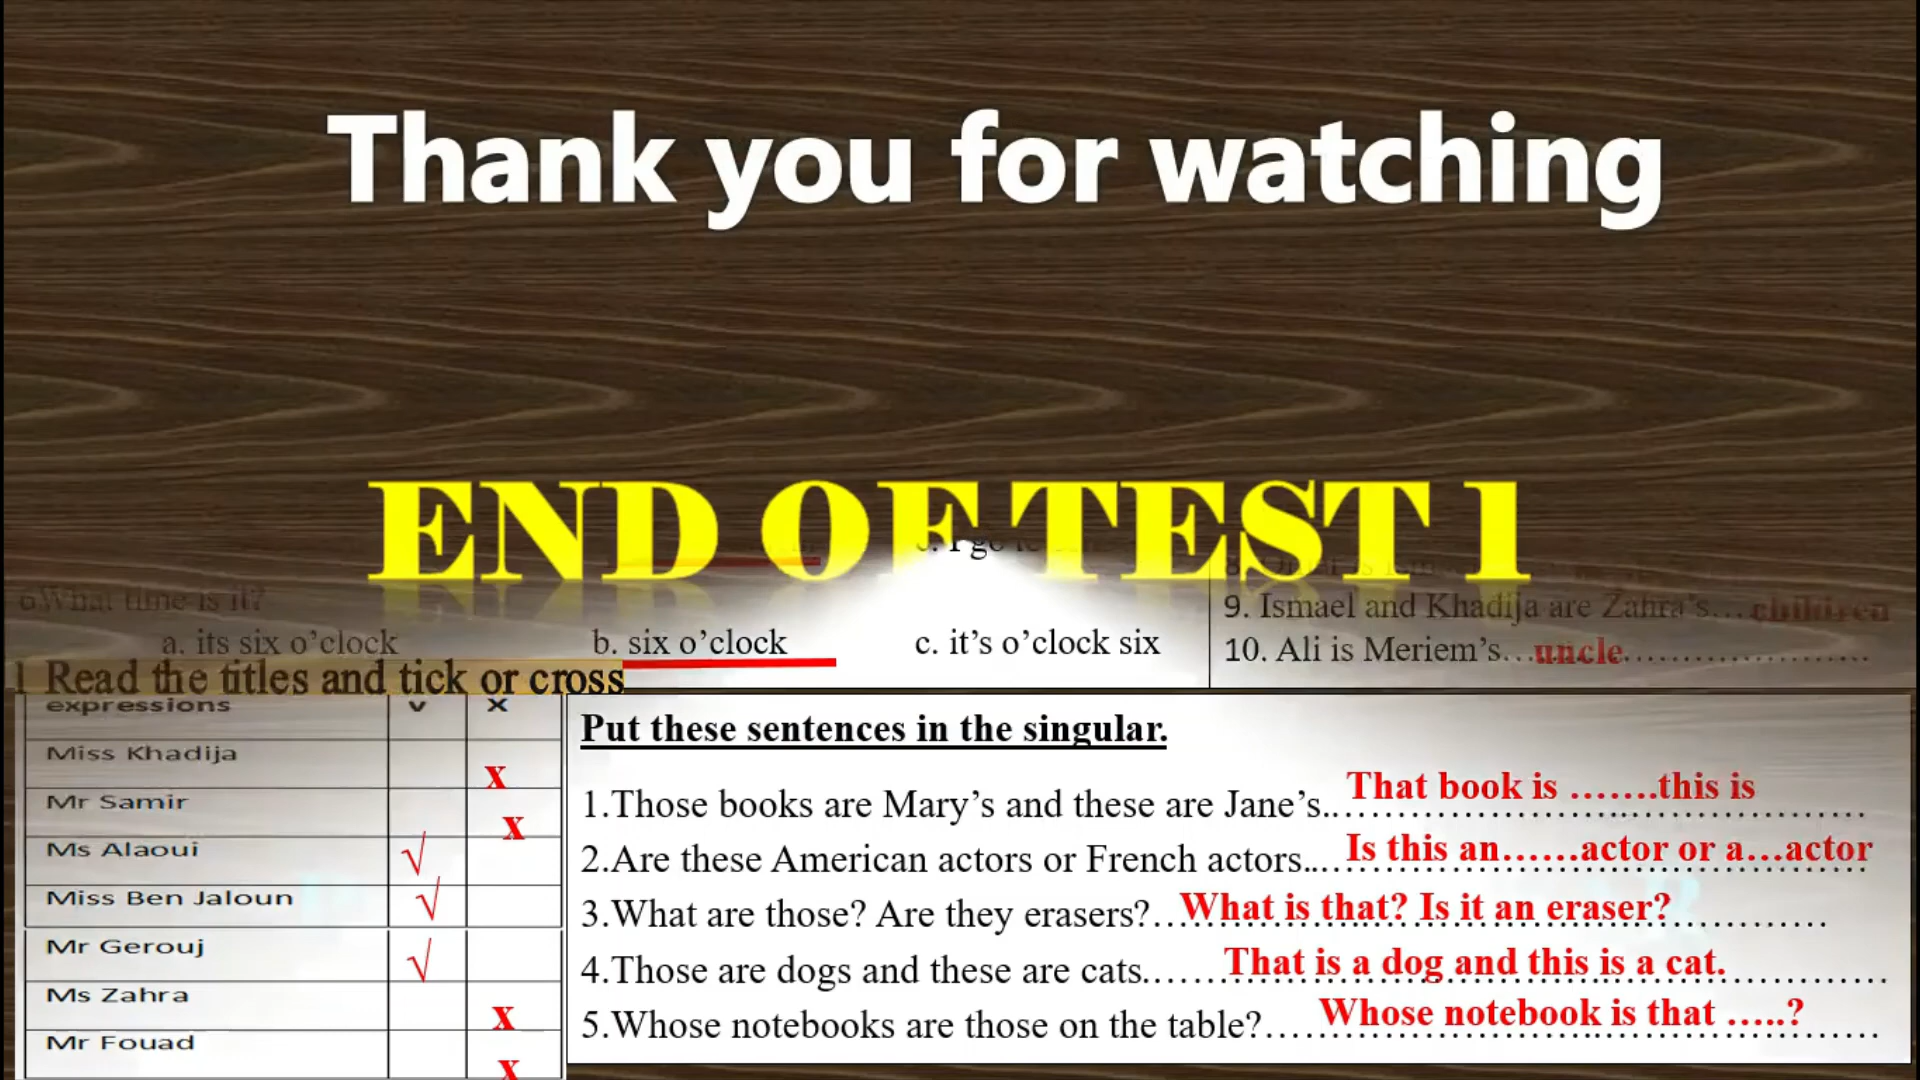 Thank you for watching
END OF TEST 1
c. I go to
6 What time is it?
a. its six o'clock
b. six o'clock
c. it's o'clock six
9. Ismael and Khadija are Zahra's...children
10. Ali is Meriem's...uncle........................
1 Read the titles and tick or cross
expressions v x
Miss Khadija x
Mr Samir x
Ms Alaoui √
Miss Ben Jaloun √
Mr Gerouj √
Ms Zahra x
Mr Fouad x
Put these sentences in the singular.
1.Those books are Mary's and these are Jane's.. That book is …….this is
2.Are these American actors or French actors.... Is this an……actor or a…actor
3.What are those? Are they erasers?..What is that? Is it an eraser?
4.Those are dogs and these are cats....... That is a dog and this is a cat.
5.Whose notebooks are those on the table?.... Whose notebook is that …..?